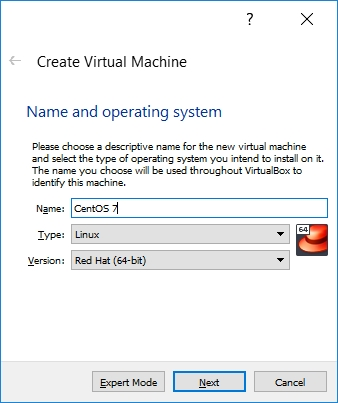 ?
Create Virtual Machine
Name and operating system
Please choose a descriptive name for the new virtual machine
and select the type of operating system you intend to install on it.
The name you choose will be used throughout VirtualBox to
identify this machine.
Name: CentOS 7
Type: Linux
64
Version: Red Hat (64-bit)
Expert Mode Next Cancel